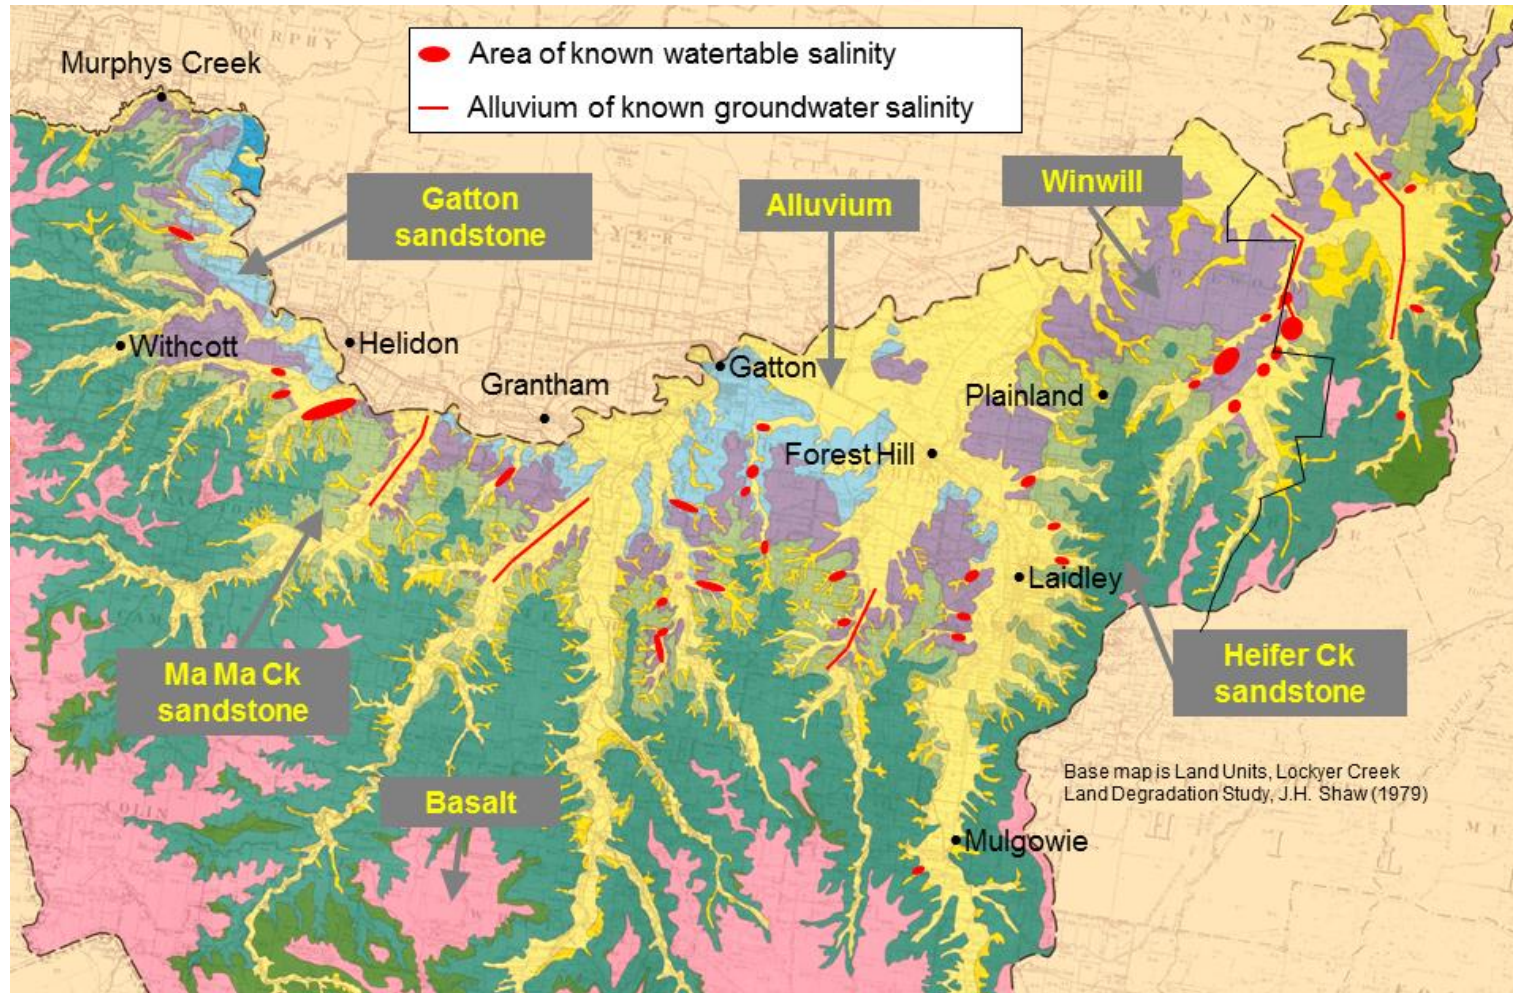 Area of known watertable salinity
Alluvium of known groundwater salinity
Murphys Creek
Gatton
sandstone
Alluvium
Winwill
Withcott
Helidon
Grantham
Gatton
Plainland
Forest Hill
Laidley
Ma Ma Ck
sandstone
Heifer Ck
sandstone
Basalt
Base map is Land Units, Lockyer Creek
Land Degradation Study, J.H. Shaw (1979)
Mulgowie